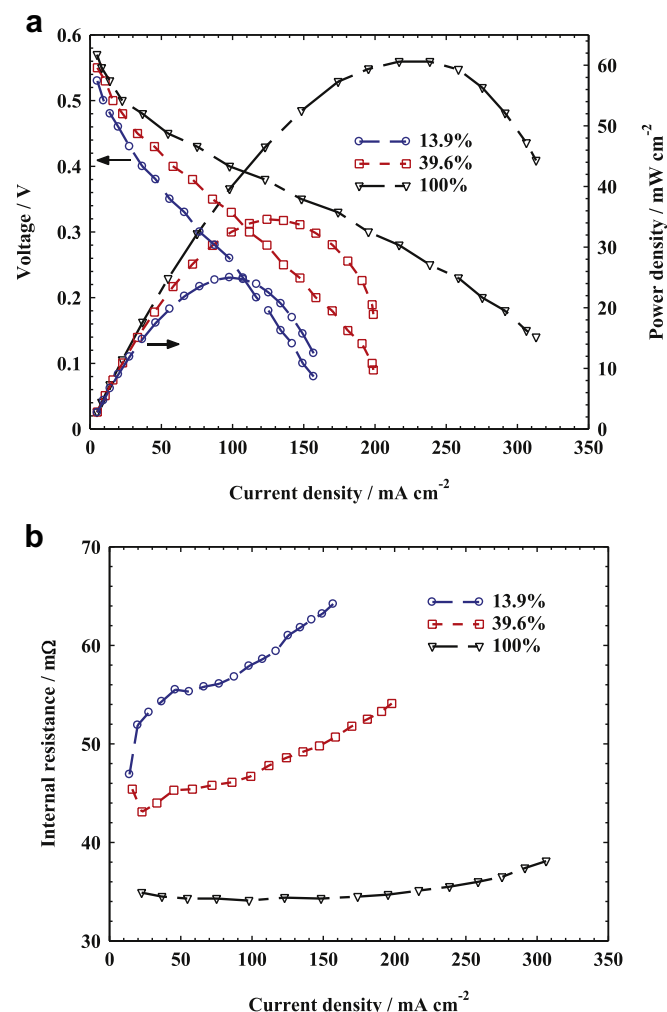 a
0.6
0.5
0.4
0.3
0.2
0.1
0
Voltage / V
60
50
40
30
20
10
0
Power density / mW cm-2
13.9%
39.6%
100%
0 50 100 150 200 250 300 350
Current density / mA cm-2
b
70
60
50
40
30
Internal resistance / mΩ
13.9%
39.6%
100%
0 50 100 150 200 250 300 350
Current density / mA cm-2